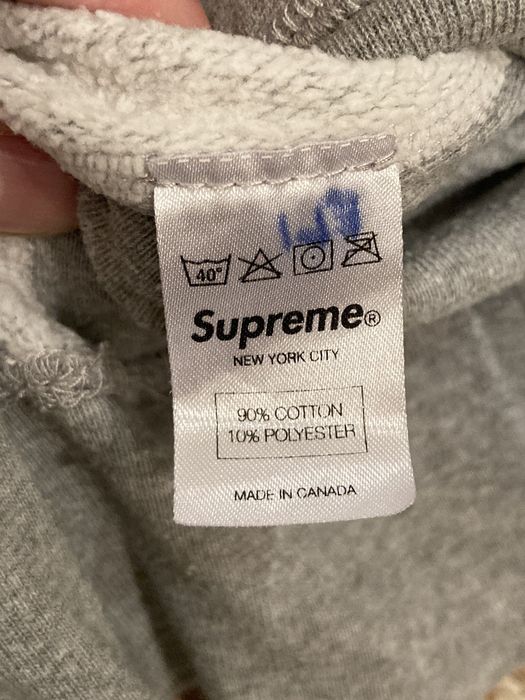 40°
Supreme®
NEW YORK CITY
90% COTTON
10% POLYESTER
MADE IN CANADA